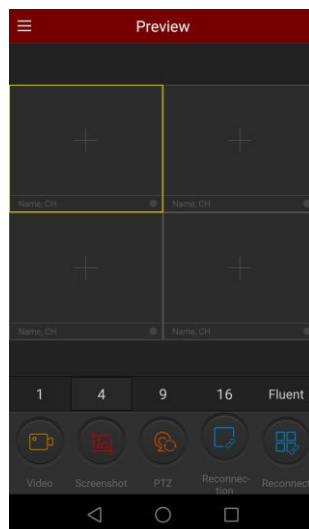 Preview
Name, CH
Name, CH
Name, CH
Name, CH
1 4 9 16 Fluent
Video Screenshot PTZ Reconnec-
tion Reconnect